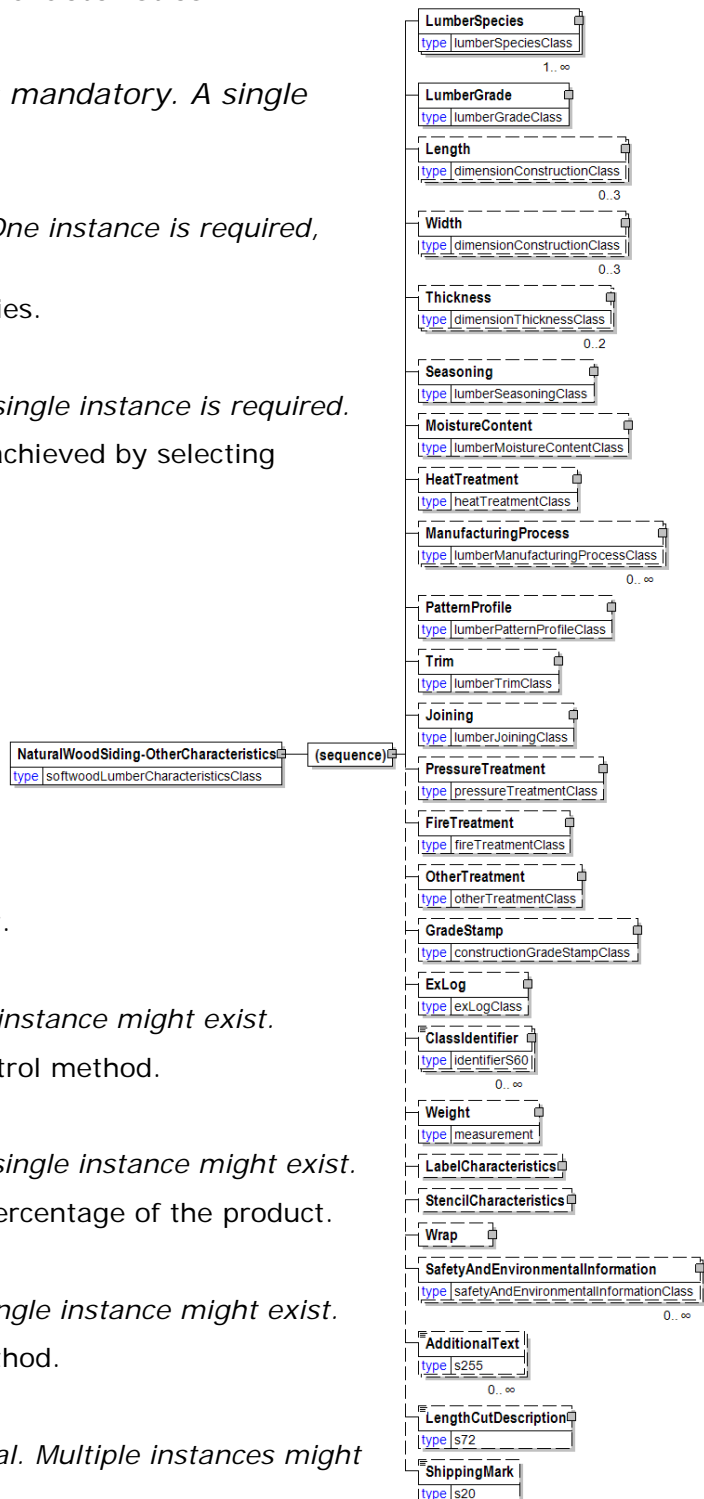 mandatory. A single
One instance is required,
ies.
single instance is required.
achieved by selecting
instance might exist.
trol method.
single instance might exist.
ercentage of the product.
ngle instance might exist.
thod.
al. Multiple instances might
NaturalWoodSiding-OtherCharacteristics
type softwoodLumberCharacteristicsClass
(sequence)
LumberSpecies
type lumberSpeciesClass
1.. ∞
LumberGrade
type lumberGradeClass
Length
type dimensionConstructionClass
0..3
Width
type dimensionConstructionClass
0..3
Thickness
type dimensionThicknessClass
0..2
Seasoning
type lumberSeasoningClass
MoistureContent
type lumberMoistureContentClass
HeatTreatment
type heatTreatmentClass
ManufacturingProcess
type lumberManufacturingProcessClass
0.. ∞
PatternProfile
type lumberPatternProfileClass
Trim
type lumberTrimClass
Joining
type lumberJoiningClass
PressureTreatment
type pressureTreatmentClass
FireTreatment
type fireTreatmentClass
OtherTreatment
type otherTreatmentClass
GradeStamp
type constructionGradeStampClass
ExLog
type exLogClass
ClassIdentifier
type identifierS60
0.. ∞
Weight
type measurement
LabelCharacteristics
StencilCharacteristics
Wrap
SafetyAndEnvironmentalInformation
type safetyAndEnvironmentalInformationClass
0.. ∞
AdditionalText
type s255
0.. ∞
LengthCutDescription
type s72
ShippingMark
type s20